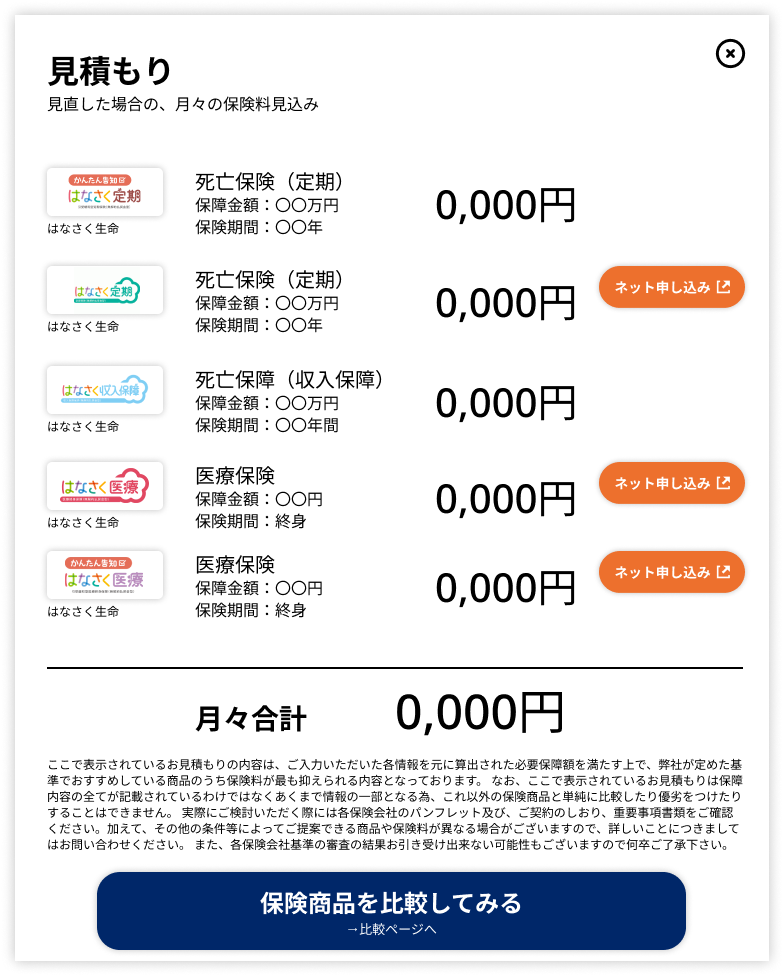 見積もり
見直した場合の、月々の保険料見込み
かんたん告知
はなさく定期
はなさく生命
死亡保険（定期）
保障金額：〇〇万円
保険期間：〇〇年
0,000円
はなさく定期
はなさく生命
死亡保険（定期）
保障金額：〇〇万円
保険期間：〇〇年
0,000円
ネット申し込み
はなさく収入保障
はなさく生命
死亡保障（収入保障）
保障金額：〇〇万円
保険期間：〇〇年間
0,000円
はなさく医療
はなさく生命
医療保険
保障金額：〇〇円
保険期間：終身
0,000円
ネット申し込み
かんたん告知
はなさく医療
はなさく生命
医療保険
保障金額：〇〇円
保険期間：終身
0,000円
ネット申し込み
月々合計
0,000円
ここで表示されているお見積もりの内容は、ご入力いただいた各情報を元に算出された必要保障額を満たす上で、弊社が定めた基
準でおすすめしている商品のうち保険料が最も抑えられる内容となっております。 なお、ここで表示されているお見積もりは保障
内容の全てが記載されているわけではなくあくまで情報の一部となる為、これ以外の保険商品と単純に比較したり優劣をつけたり
することはできません。 実際にご検討いただく際には各保険会社のパンフレット及び、ご契約のしおり、重要事項書類をご確認
ください。加えて、その他の条件等によってご提案できる商品や保険料が異なる場合がございますので、詳しいことにつきまして
はお問い合わせください。 また、各保険会社基準の審査の結果お引き受け出来ない可能性もございますので何卒ご了承下さい。
保険商品を比較してみる
→比較ページへ